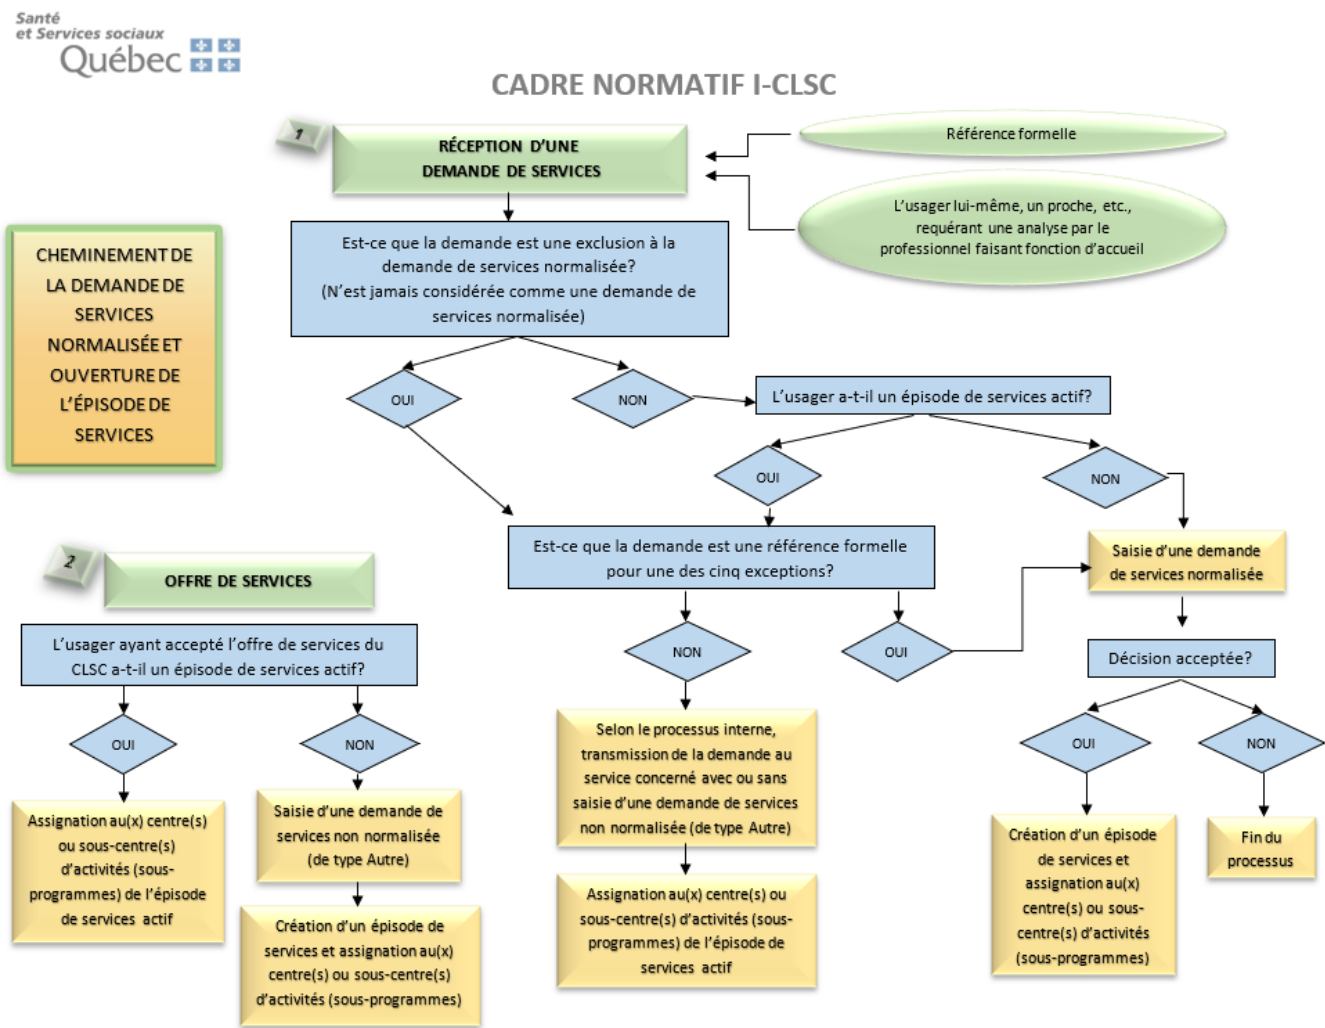 Santé
et Services sociaux
Québec
CADRE NORMATIF I-CLSC
1
RÉCEPTION D'UNE
DEMANDE DE SERVICES
Référence formelle
L'usager lui-même, un proche, etc.,
requérant une analyse par le
professionnel faisant fonction d'accueil
CHEMINEMENT DE
LA DEMANDE DE
SERVICES
NORMALISÉE ET
OUVERTURE DE
L'ÉPISODE DE
SERVICES
Est-ce que la demande est une exclusion à la
demande de services normalisée?
(N'est jamais considérée comme une demande de
services normalisée)
OUI
NON
L'usager a-t-il un épisode de services actif?
OUI
NON
Est-ce que la demande est une référence formelle
pour une des cinq exceptions?
Saisie d'une demande
de services normalisée
NON
OUI
Décision acceptée?
OUI
NON
Selon le processus interne,
transmission de la demande au
service concerné avec ou sans
saisie d'une demande de services
non normalisée (de type Autre)
Assignation au(x) centre(s) ou
sous-centre(s) d'activités (sous-
programmes) de l'épisode de
services actif
Création d'un épisode
de services et
assignation au(x)
centre(s) ou sous-
centre(s) d'activités
(sous-programmes)
Fin du
processus
2
OFFRE DE SERVICES
L'usager ayant accepté l'offre de services du
CLSC a-t-il un épisode de services actif?
OUI
NON
Assignation au(x) centre(s)
ou sous-centre(s)
d'activités (sous-
programmes) de l'épisode
de services actif
Saisie d'une demande de
services non normalisée
(de type Autre)
Création d'un épisode de
services et assignation au(x)
centre(s) ou sous-centre(s)
d'activités (sous-programmes)